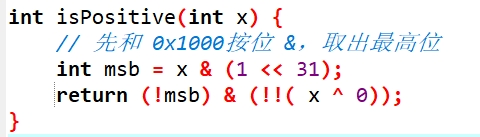 int isPositive(int x) {
// 先和 0x1000按位 &，取出最高位
int msb = x & (1 << 31);
return (!msb) & (!!( x ^ 0));
}